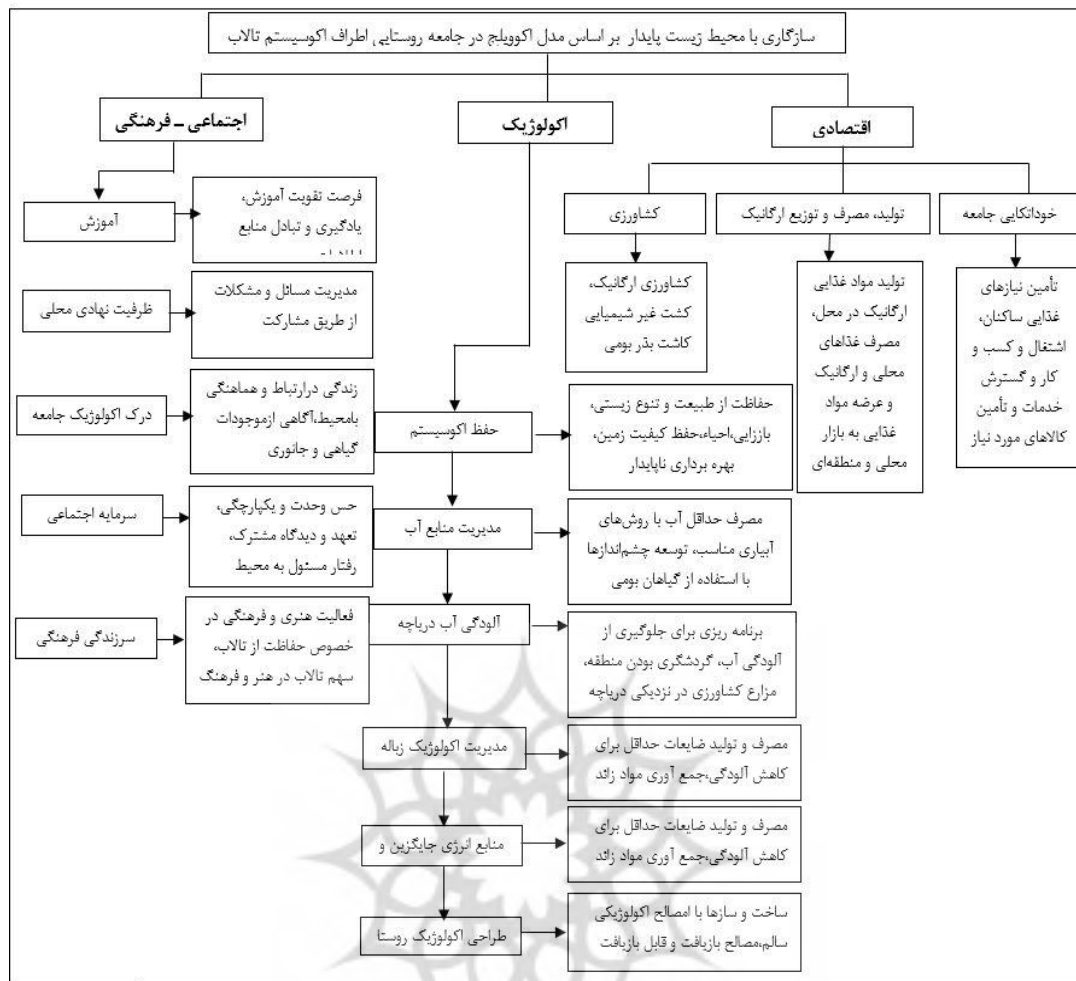 سازگاری با محیط زیست پایدار بر اساس مدل اکوویلیج در جامعه روستایی اطراف اکوسیستم تالاب
اقتصادی
اکولوژیک
اجتماعی – فرهنگی
خوداتکایی جامعه
تولید، مصرف و توزیع ارگانیک
کشاورزی
تأمین نیازهای
غذایی ساکنان،
اشتغال و کسب و
کار و گسترش
خدمات و تأمین
کالاهای مورد نیاز
تولید مواد غذایی
ارگانیک در محل،
مصرف غذاهای
محلی و ارگانیک
و عرضه مواد
غذایی به بازار
محلی و منطقه‌ای
کشاورزی ارگانیک،
کشت غیر شیمیایی
کاشت بذر بومی
حفظ اکوسیستم
حفاظت از طبیعت و تنوع زیستی،
باززایی،احیاء،حفظ کیفیت زمین،
بهره برداری ناپایدار
مدیریت منابع آب
مصرف حداقل آب با روش‌های
آبیاری مناسب، توسعه چشم‌اندازها
با استفاده از گیاهان بومی
آلودگی آب دریاچه
برنامه ریزی برای جلوگیری از
آلودگی آب، گردشگری بودن منطقه،
مزارع کشاورزی در نزدیکی دریاچه
مدیریت اکولوژیک زباله
مصرف و تولید ضایعات حداقل برای
کاهش آلودگی،جمع آوری مواد زائد
منابع انرژی جایگزین و
مصرف و تولید ضایعات حداقل برای
کاهش آلودگی،جمع آوری مواد زائد
طراحی اکولوژیک روستا
ساخت و سازها با امصالح اکولوژیکی
سالم،مصالح بازیافت و قابل بازیافت
آموزش
فرصت تقویت آموزش،
یادگیری و تبادل منابع
ظرفیت نهادی محلی
مدیریت مسائل و مشکلات
از طریق مشارکت
درک اکولوژیک جامعه
زندگی درارتباط و هماهنگی
بامحیط،آگاهی ازموجودات
گیاهی و جانوری
سرمایه اجتماعی
حس وحدت و یکپارچگی،
تعهد و دیدگاه مشترک،
رفتار مسئول به محیط
سرزندگی فرهنگی
فعالیت هنری و فرهنگی در
خصوص حفاظت از تالاب،
سهم تالاب در هنر و فرهنگ